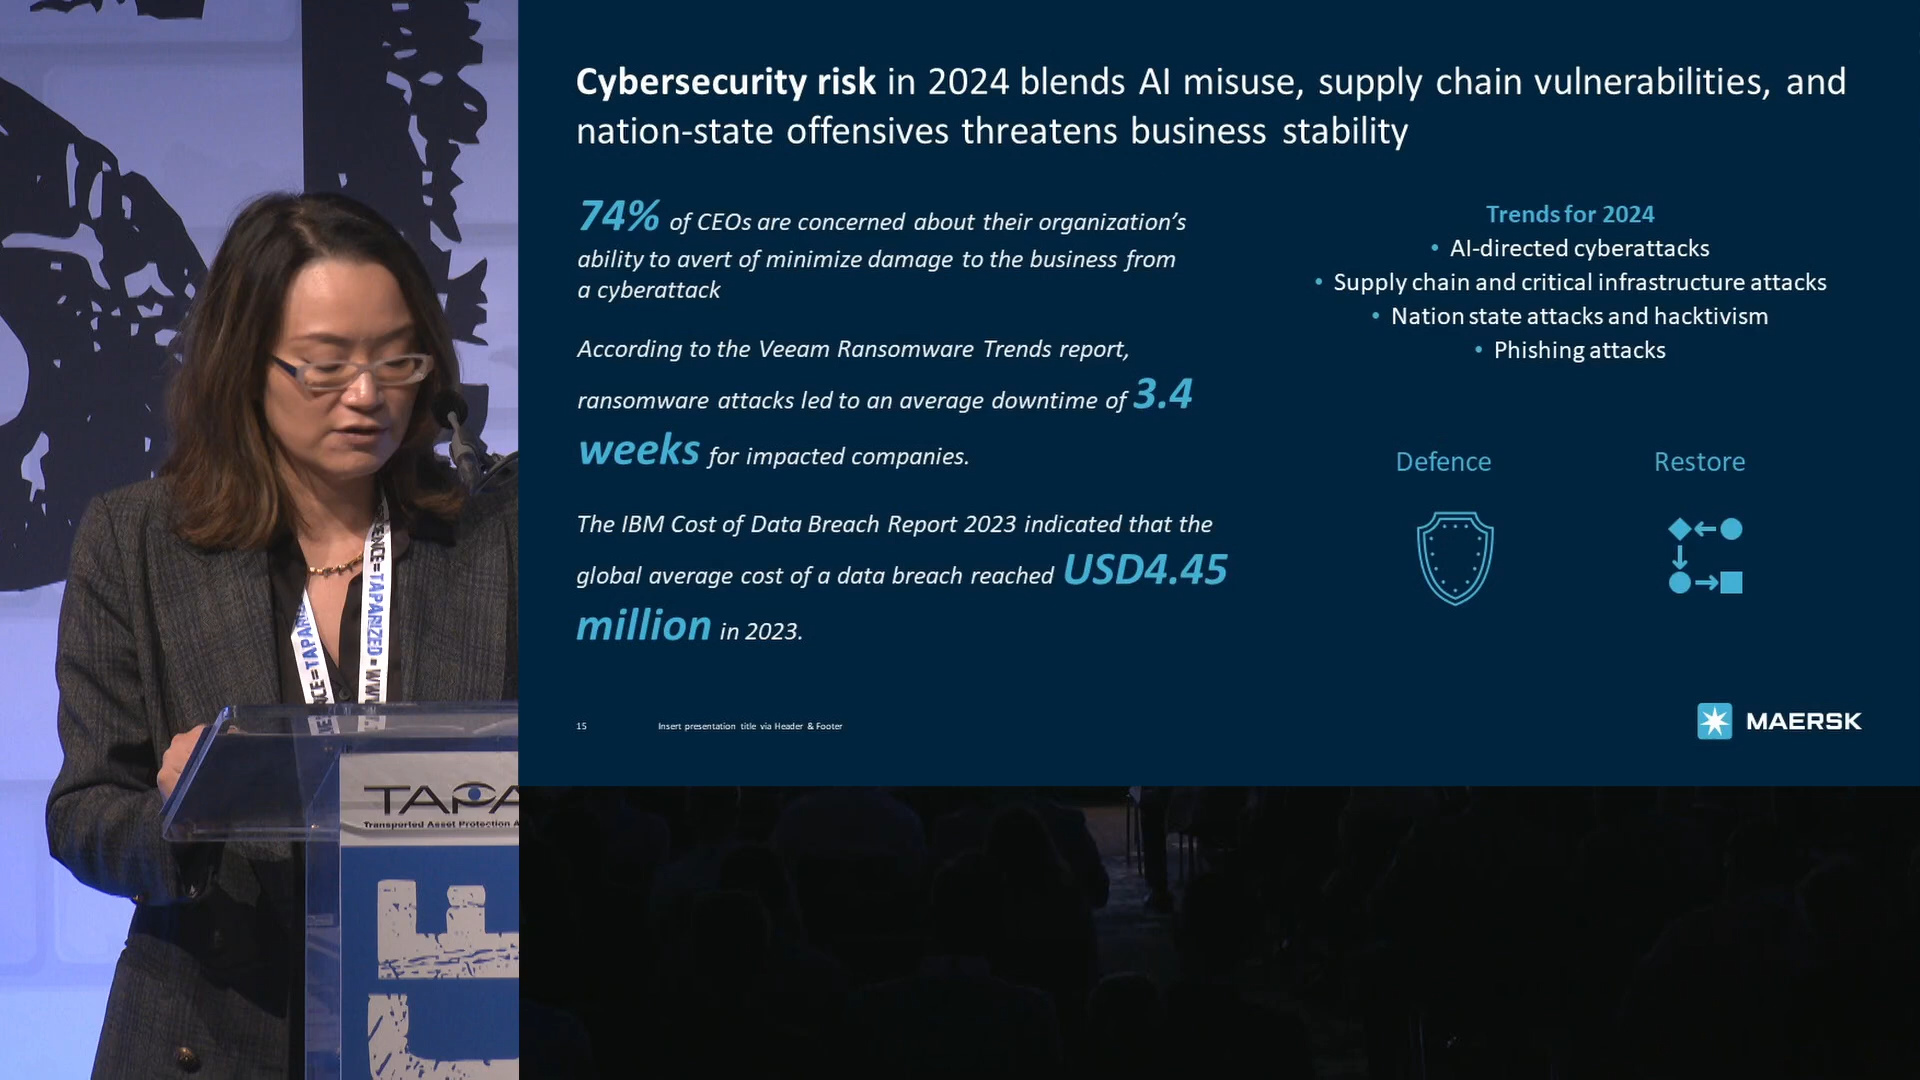 Cybersecurity risk in 2024 blends AI misuse, supply chain vulnerabilities, and
nation-state offensives threatens business stability
74% of CEOs are concerned about their organization's
ability to avert of minimize damage to the business from
a cyberattack
According to the Veeam Ransomware Trends report,
ransomware attacks led to an average downtime of 3.4
weeks for impacted companies.
The IBM Cost of Data Breach Report 2023 indicated that the
global average cost of a data breach reached USD4.45
million in 2023.
Trends for 2024
• AI-directed cyberattacks
• Supply chain and critical infrastructure attacks
• Nation state attacks and hacktivism
• Phishing attacks
Defence Restore
15 Insert presentation title via Header & Footer
MAERSK
=TAPARIZED=WWW
=TAPARIZ
TAPA
Transported Asset Protection A